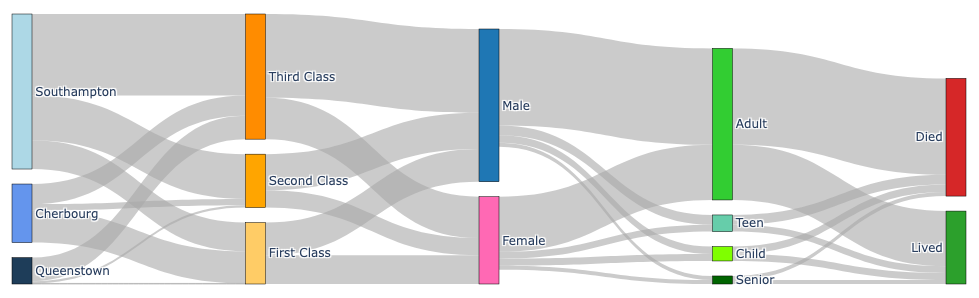 Southampton
Cherbourg
Queenstown
Third Class
Second Class
First Class
Male
Female
Adult
Teen
Child
Senior
Died
Lived